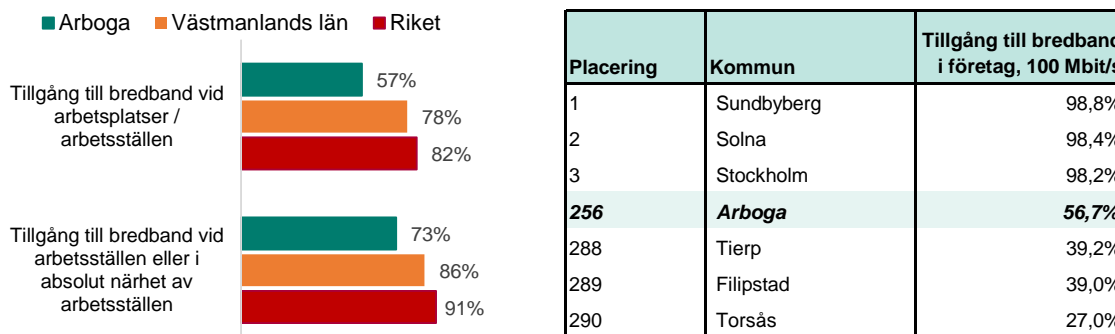 Arboga Västmanlands län Riket
Tillgång till bredband vid
arbetsplatser /
arbetsställen
57%
78%
82%
Tillgång till bredband vid
arbetsställen eller i
absolut närhet av
arbetsställen
73%
86%
91%
Placering Kommun Tillgång till bredband
i företag, 100 Mbit/s
1 Sundbyberg 98,8%
2 Solna 98,4%
3 Stockholm 98,2%
256 Arboga 56,7%
288 Tierp 39,2%
289 Filipstad 39,0%
290 Torsås 27,0%